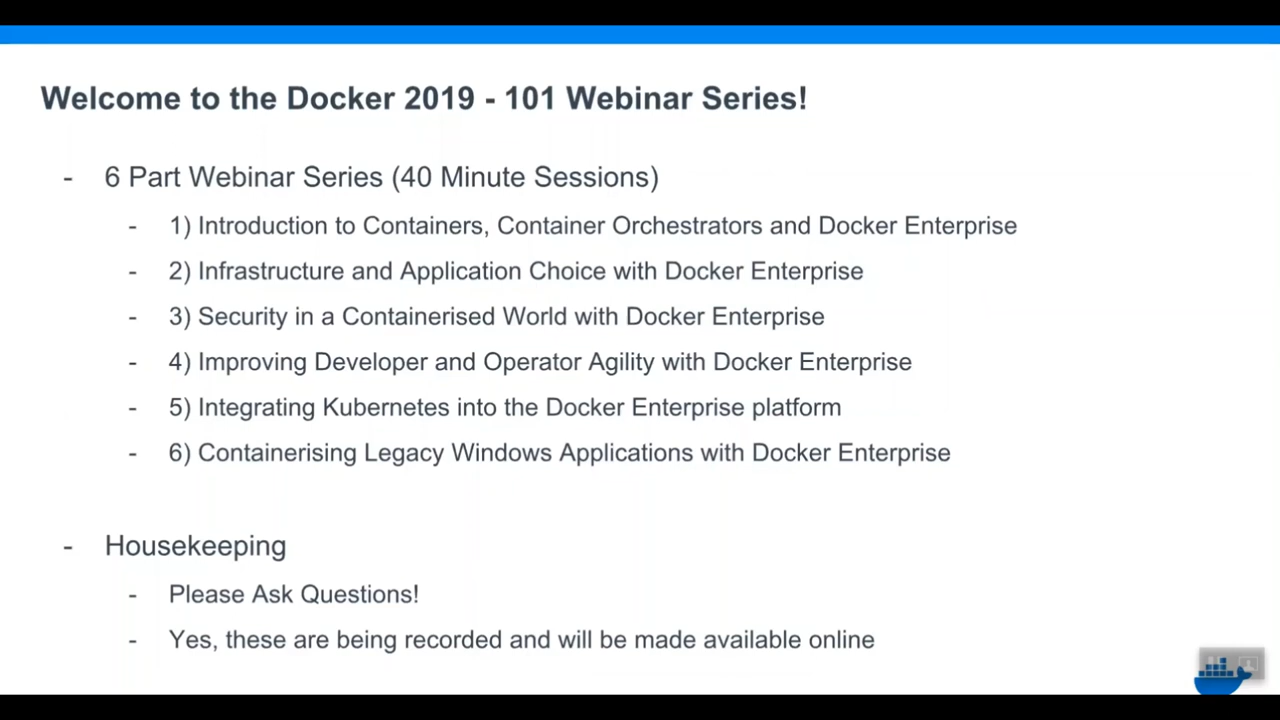 Welcome to the Docker 2019 - 101 Webinar Series!
- 6 Part Webinar Series (40 Minute Sessions)
- 1) Introduction to Containers, Container Orchestrators and Docker Enterprise
- 2) Infrastructure and Application Choice with Docker Enterprise
- 3) Security in a Containerised World with Docker Enterprise
- 4) Improving Developer and Operator Agility with Docker Enterprise
- 5) Integrating Kubernetes into the Docker Enterprise platform
- 6) Containerising Legacy Windows Applications with Docker Enterprise
- Housekeeping
- Please Ask Questions!
- Yes, these are being recorded and will be made available online